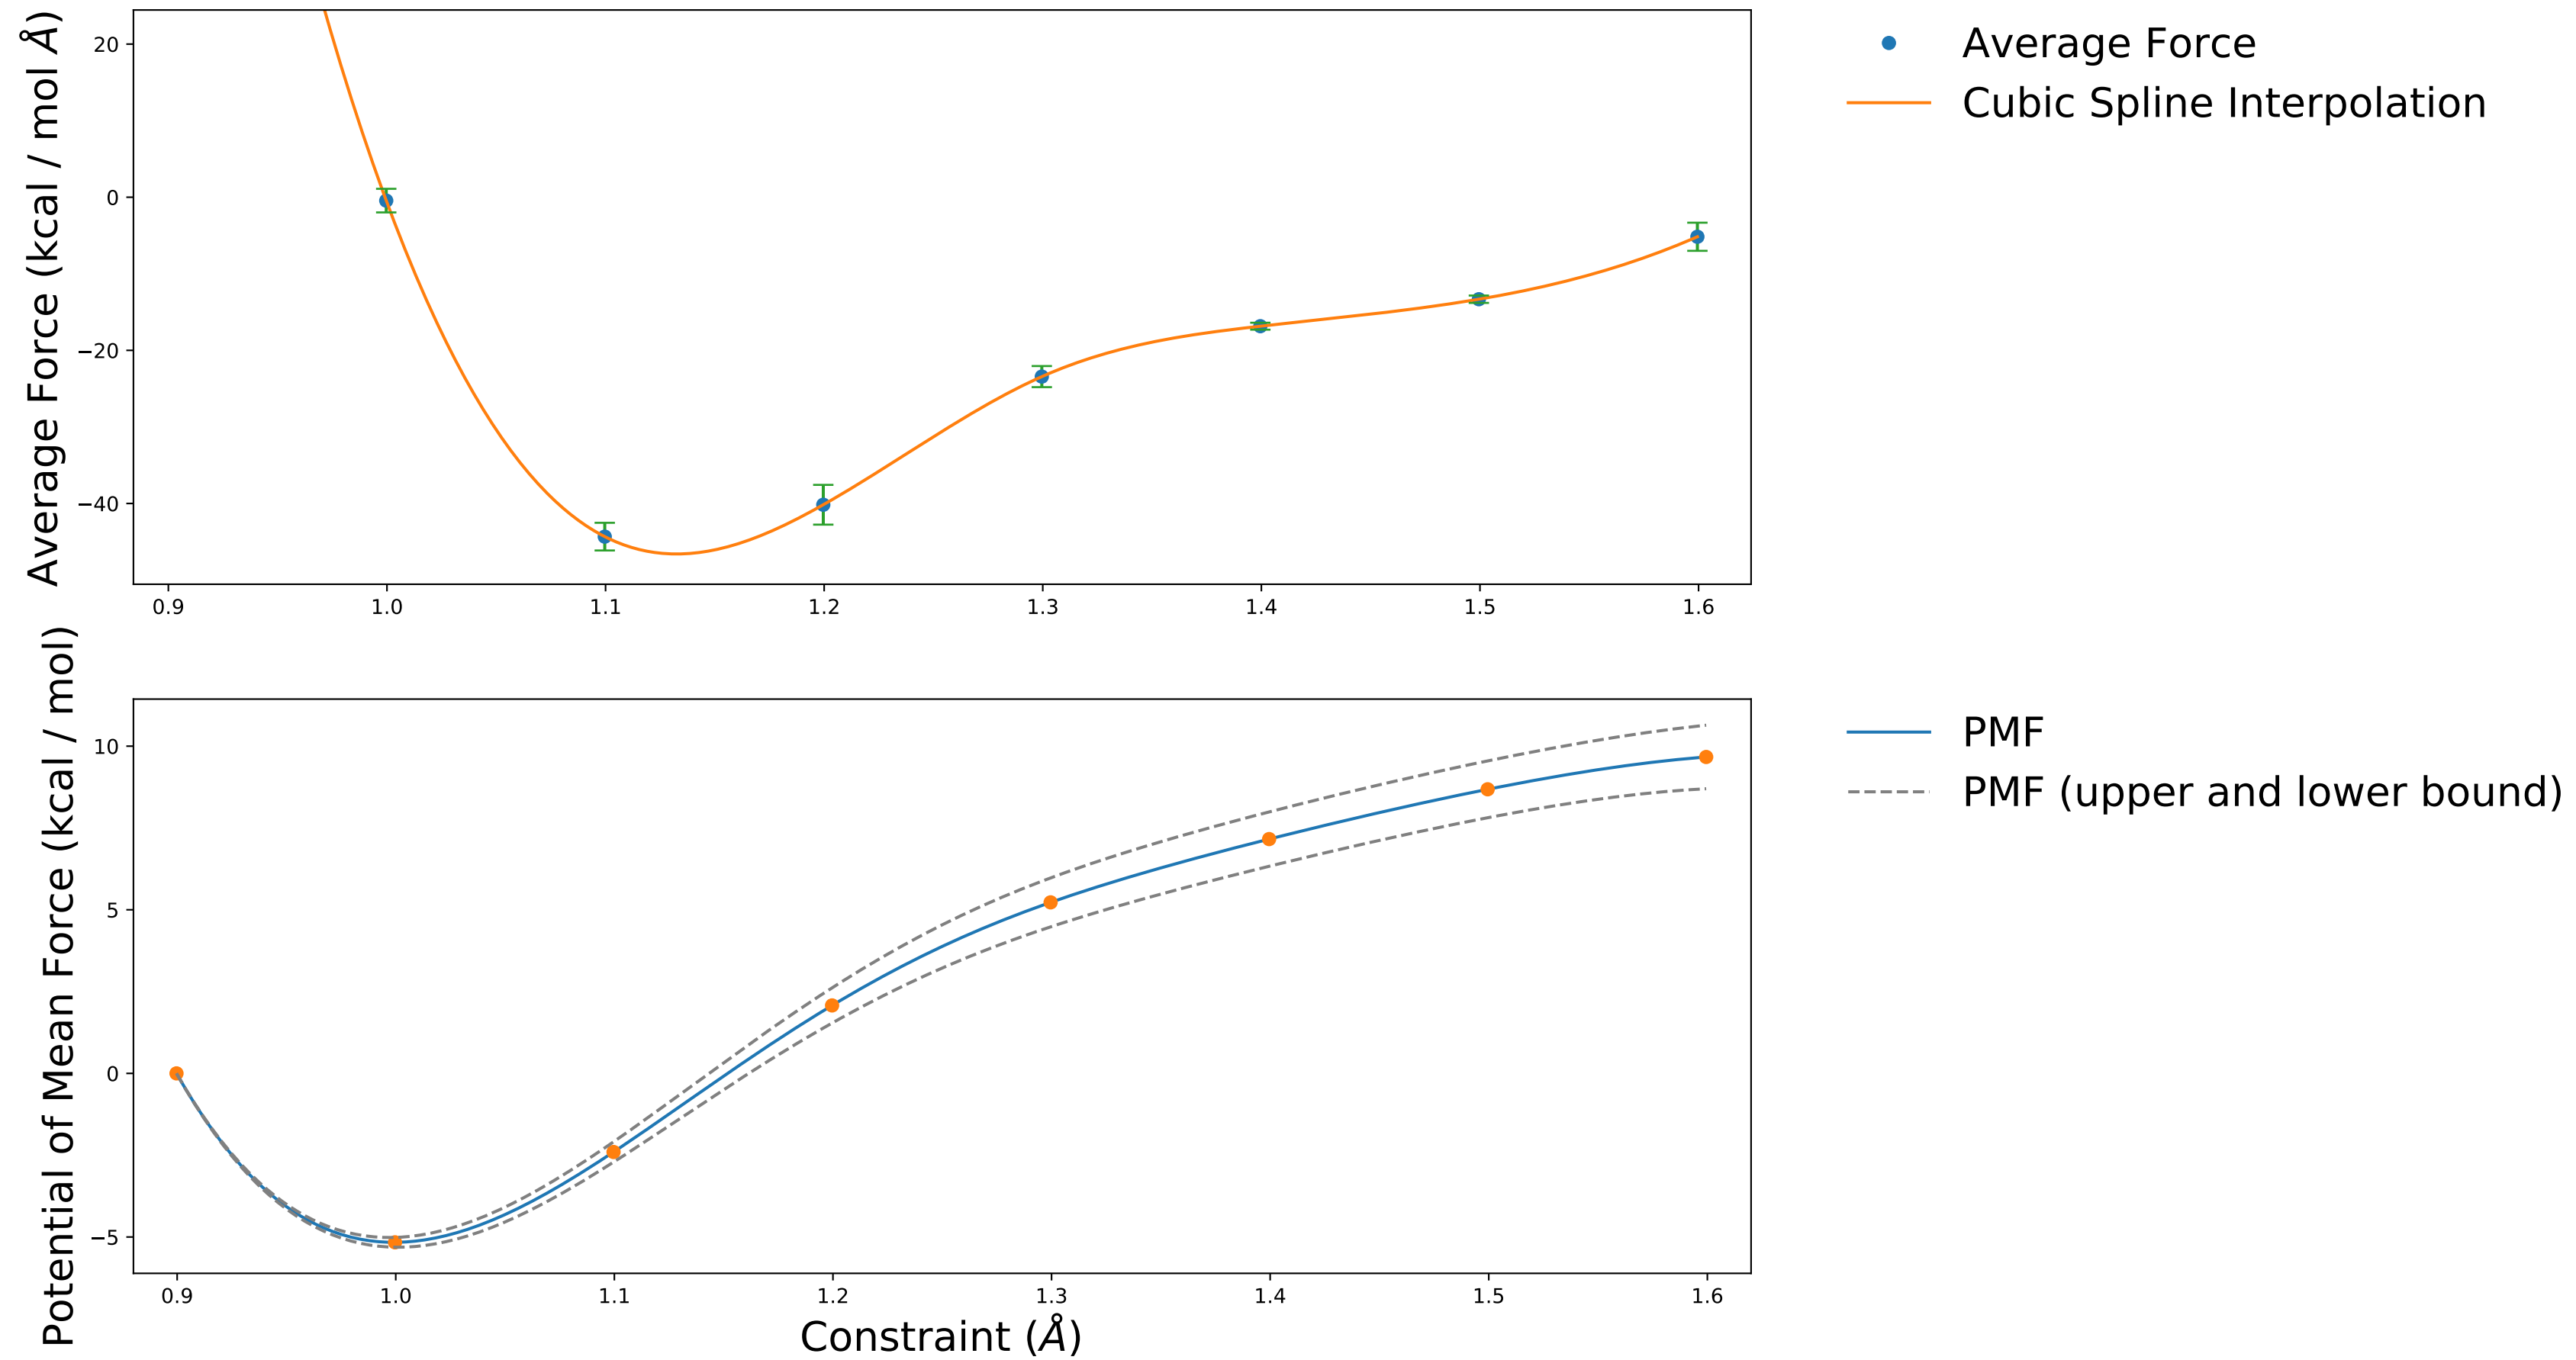 Average Force (kcal / mol Å)
20
0
−20
−40
0.9 1.0 1.1 1.2 1.3 1.4 1.5 1.6
Average Force
Cubic Spline Interpolation
Potential of Mean Force (kcal / mol)
10
5
0
−5
0.9 1.0 1.1 1.2 1.3 1.4 1.5 1.6
Constraint (Å)
PMF
PMF (upper and lower bound)